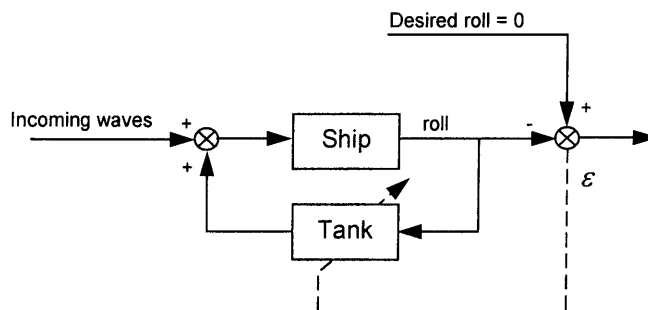 Desired roll = 0
Incoming waves
+
+
Ship
roll
-
+
ε
Tank